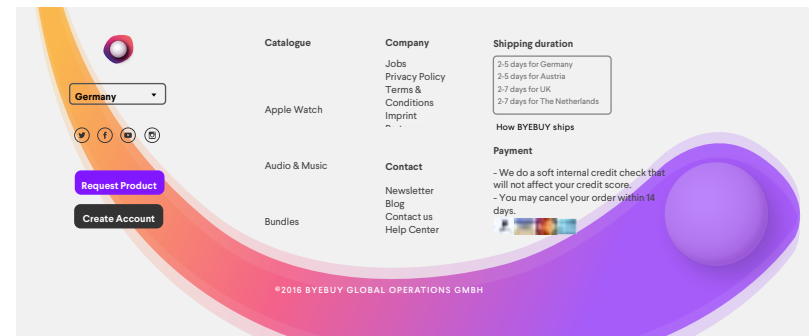 Germany
Request Product
Create Account
Catalogue
Apple Watch
Audio & Music
Bundles
Company
Jobs
Privacy Policy
Terms &
Conditions
Imprint
Contact
Newsletter
Blog
Contact us
Help Center
Shipping duration
2-5 days for Germany
2-5 days for Austria
2-7 days for UK
2-7 days for The Netherlands
How BYEBUY ships
Payment
- We do a soft internal credit check that
will not affect your credit score.
- You may cancel your order within 14
days.
©2016 BYEBUY GLOBAL OPERATIONS GMBH